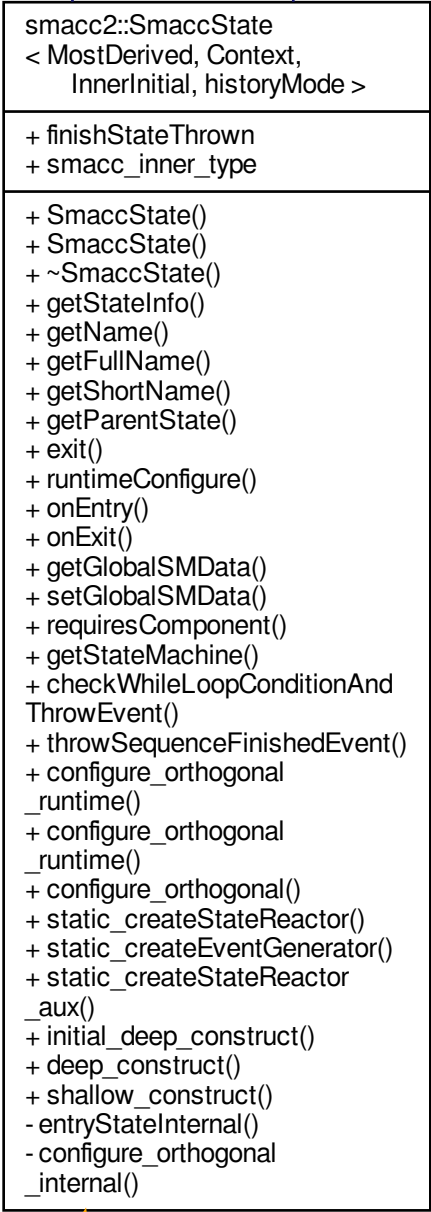 smacc2::SmaccState
< MostDerived, Context,
InnerInitial, historyMode >
+ finishStateThrown
+ smacc_inner_type
+ SmaccState()
+ SmaccState()
+ ~SmaccState()
+ getStateInfo()
+ getName()
+ getFullName()
+ getShortName()
+ getParentState()
+ exit()
+ runtimeConfigure()
+ onEntry()
+ onExit()
+ getGlobalSMData()
+ setGlobalSMData()
+ requiresComponent()
+ getStateMachine()
+ checkWhileLoopConditionAnd
ThrowEvent()
+ throwSequenceFinishedEvent()
+ configure_orthogonal
_runtime()
+ configure_orthogonal
_runtime()
+ configure_orthogonal()
+ static_createStateReactor()
+ static_createEventGenerator()
+ static_createStateReactor
_aux()
+ initial_deep_construct()
+ deep_construct()
+ shallow_construct()
- entryStateInternal()
- configure_orthogonal
_internal()